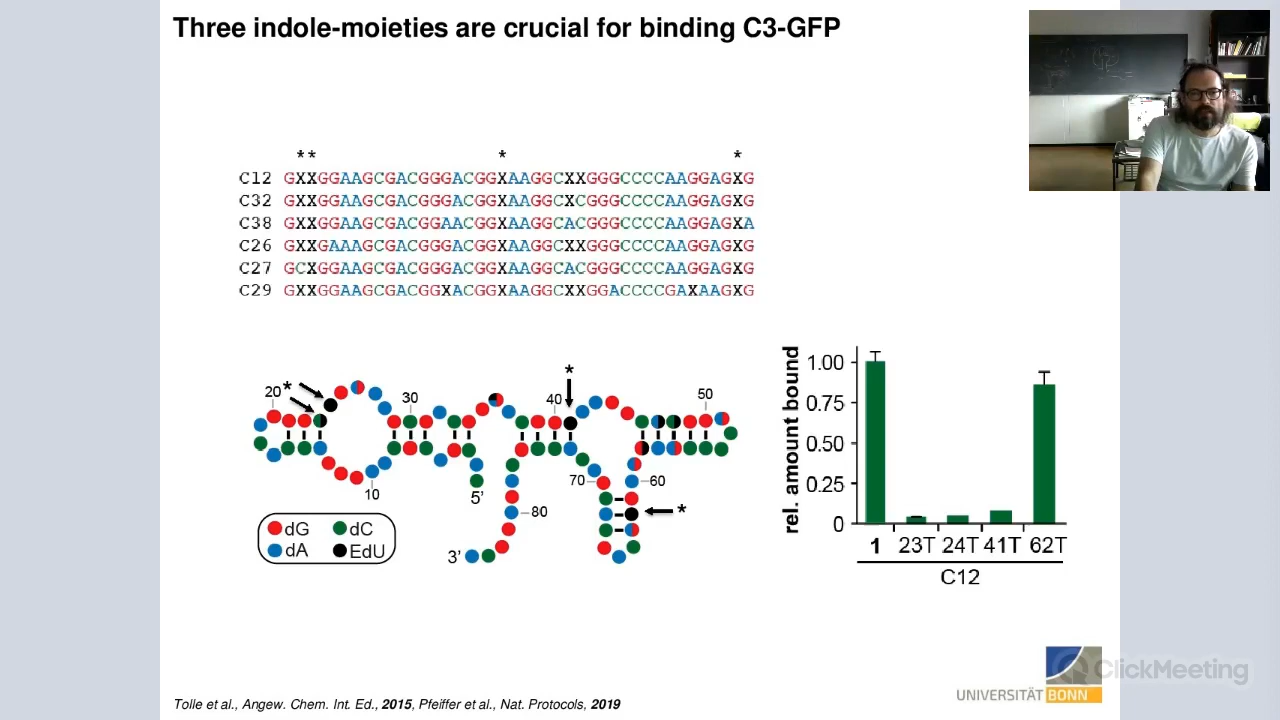 Three indole-moieties are crucial for binding C3-GFP
** * *
C12 GXXGGAAGCGACGGGACGGXAAGGCXXGGGCCCCAAGGAGXG
C32 GXXGGAAGCGACGGGACGGXAAGGCXCGGGCCCCAAGGAGXG
C38 GXXGGAAGCGACGGAACGGXAAGGCACGGGCCCCAAGGAGXA
C26 GXXGAAAGCGACGGGACGGXAAGGCXXGGGCCCCAAGGAGXG
C27 GCXGGAAGCGACGGGACGGXAAGGCACGGGCCCCAAGGAGXG
C29 GXXGGAAGCGACGGXACGGXAAGGCXXGGACCCCGAXAAGXG
20 * 30 40 * 50
10 5' 70 60 *
80
3'
dG dC
dA EdU
rel. amount bound
1.00
0.75
0.50
0.25
0
1 23T 24T 41T 62T
C12
ClickMeeting
UNIVERSITÄT BONN
Tolle et al., Angew. Chem. Int. Ed., 2015, Pfeiffer et al., Nat. Protocols, 2019